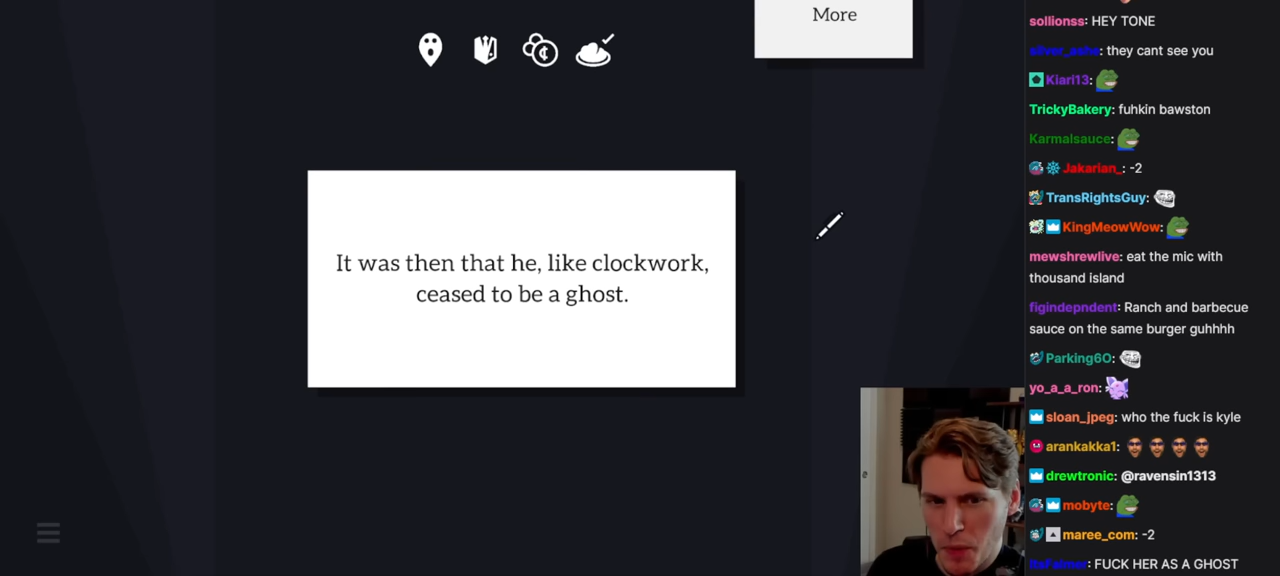 More
It was then that he, like clockwork,
ceased to be a ghost.
sollionss: HEY TONE
silver_ashe: they cant see you
Kiari13:
TrickyBakery: fuhkin bawston
Karmalsauce:
Jakarian_: -2
TransRightsGuy:
KingMeowWow:
mewshrewlive: eat the mic with
thousand island
figindepndent: Ranch and barbecue
sauce on the same burger guhhhh
Parking6O:
yo_a_a_ron:
sloan_jpeg: who the fuck is kyle
arankakka1:
drewtronic: @ravensin1313
mobyte:
maree_com: -2
FUCK HER AS A GHOST